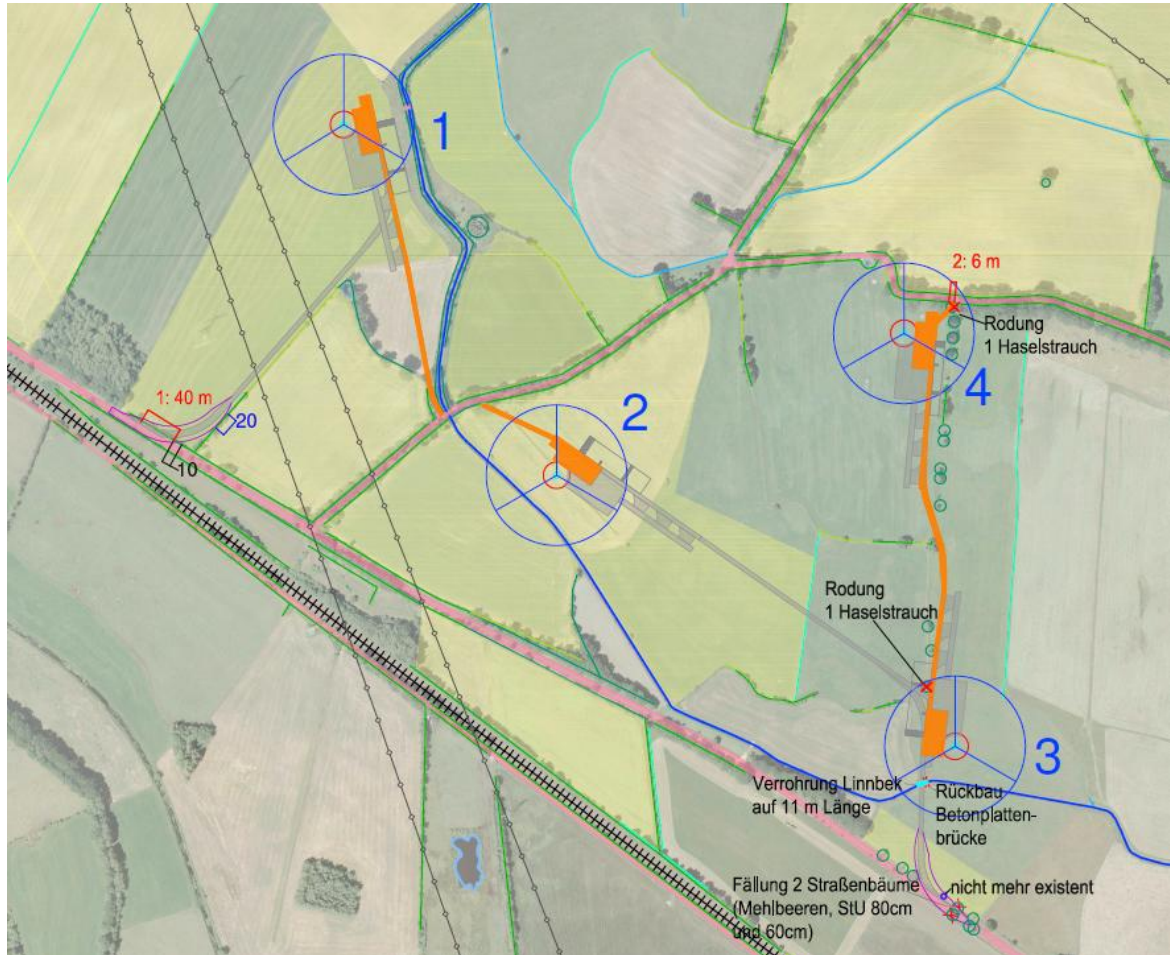 1
2: 6 m
Rodung
1 Haselstrauch
4
1: 40 m
20
10
2
Rodung
1 Haselstrauch
3
Verrohrung Linnbek
auf 11 m Länge
Rückbau
Betonplatten-
brücke
nicht mehr existent
Fällung 2 Straßenbäume
(Mehlbeeren, StU 80cm
und 60cm)